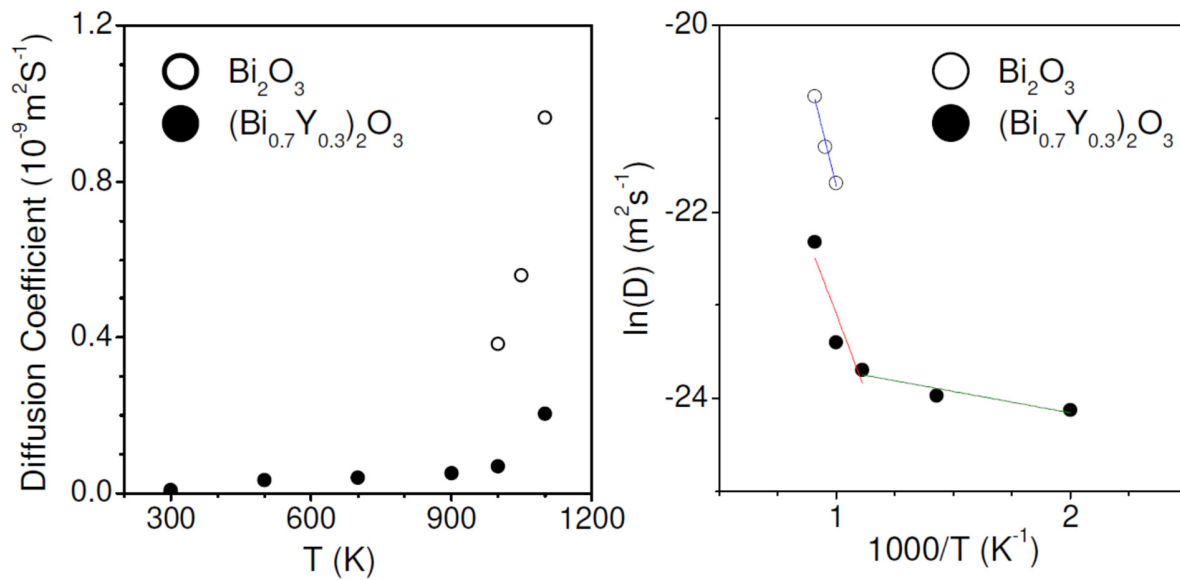 Diffusion Coefficient (10⁻⁹m²S⁻¹)
1.2
0.8
0.4
0.0
Bi₂O₃
(Bi₀.₇Y₀.₃)₂O₃
300
600
900
1200
T (K)
ln(D) (m²s⁻¹)
-20
-22
-24
Bi₂O₃
(Bi₀.₇Y₀.₃)₂O₃
1
2
1000/T (K⁻¹)